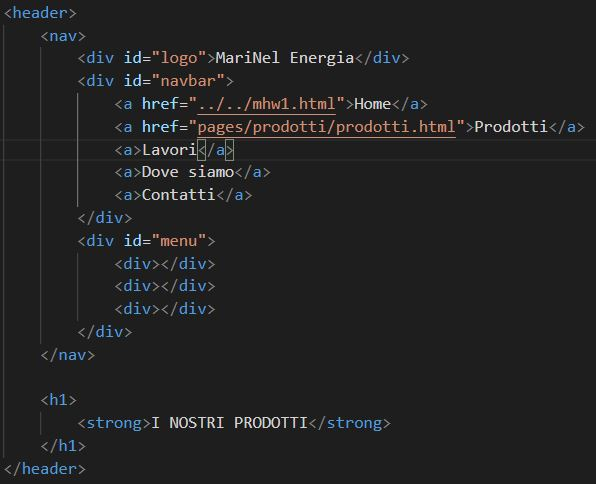 <header>
<nav>
<div id="logo">MariNel Energia</div>
<div id="navbar">
<a href="../../mhw1.html">Home</a>
<a href="pages/prodotti/prodotti.html">Prodotti</a>
<a>Lavori</a>
<a>Dove siamo</a>
<a>Contatti</a>
</div>
<div id="menu">
<div></div>
<div></div>
<div></div>
</div>
</nav>
<h1>
<strong>I NOSTRI PRODOTTI</strong>
</h1>
</header>